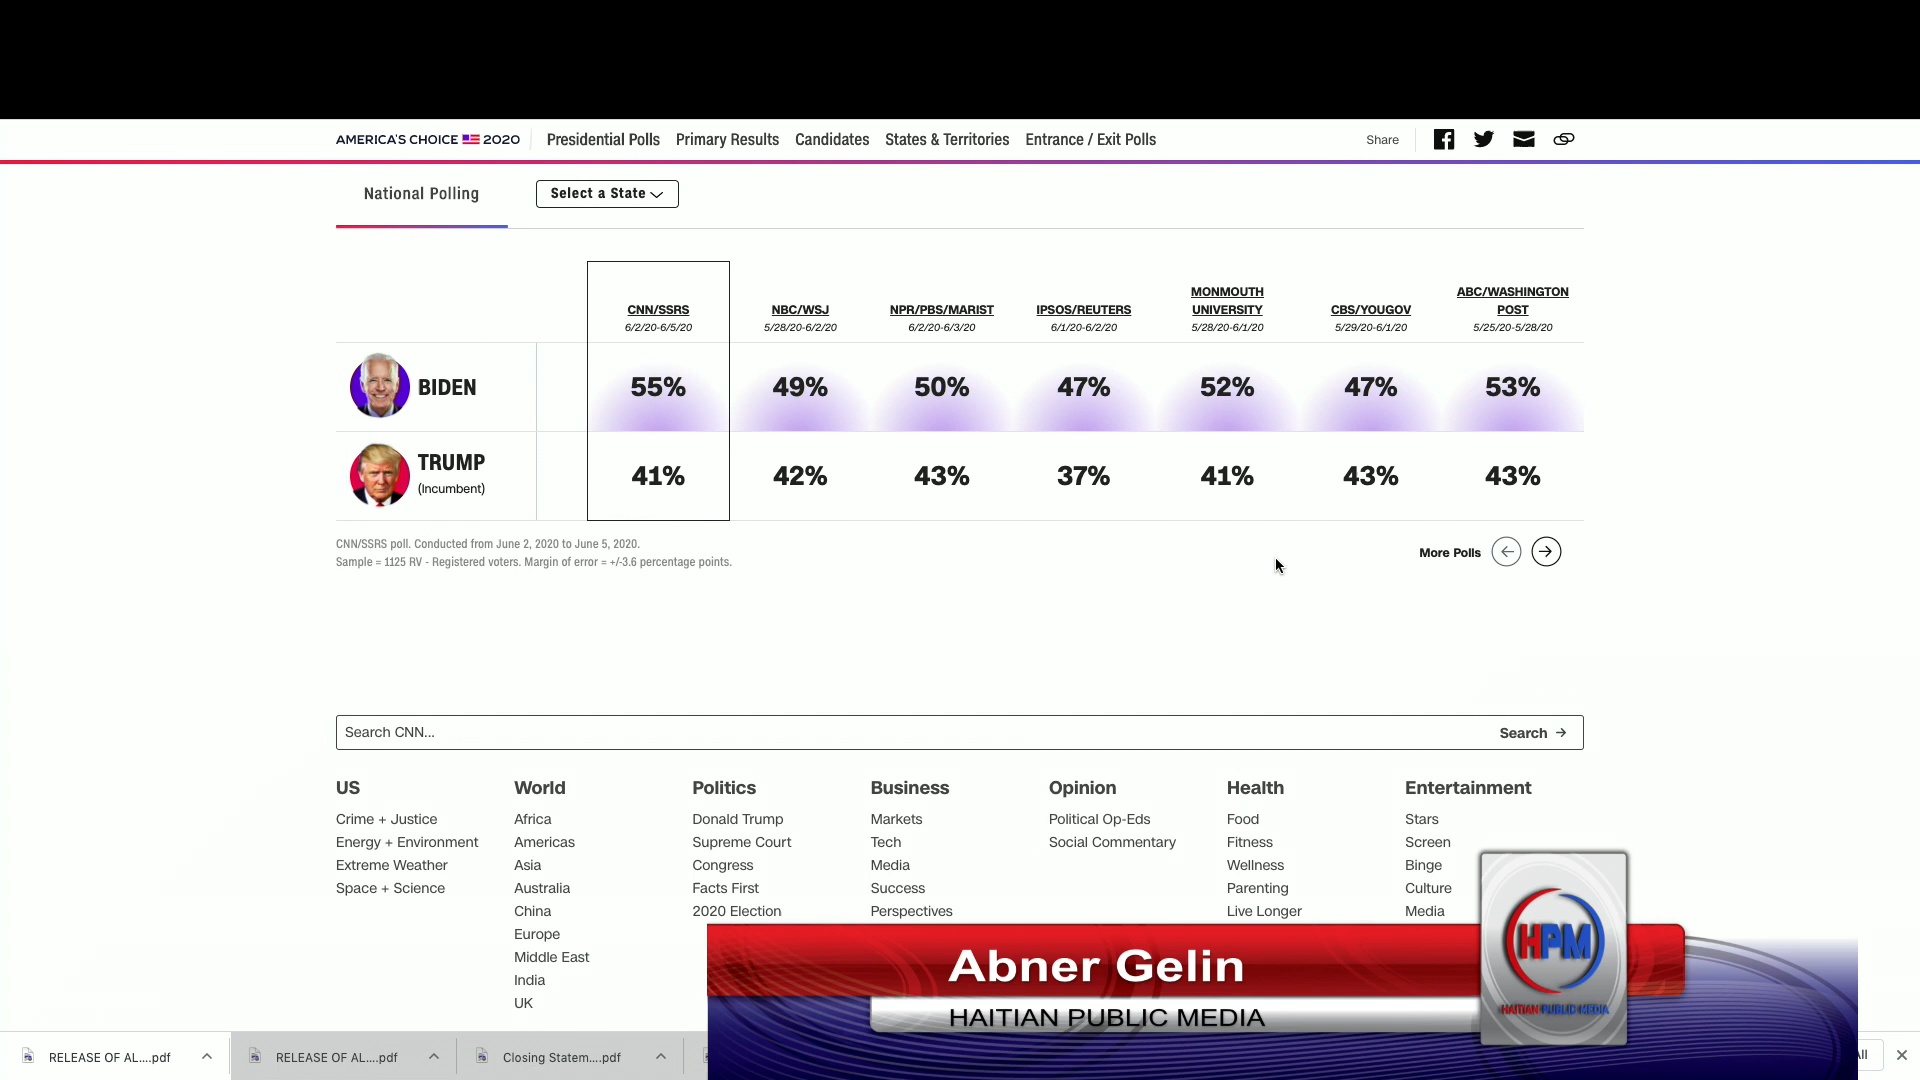 AMERICA'S CHOICE 2020 Presidential Polls Primary Results Candidates States & Territories Entrance / Exit Polls Share
National Polling Select a State
CNN/SSRS NBC/WSJ NPR/PBS/MARIST IPSOS/REUTERS MONMOUTH UNIVERSITY CBS/YOUGOV ABC/WASHINGTON POST
6/2/20-6/5/20 5/28/20-6/2/20 6/2/20-6/3/20 6/1/20-6/2/20 5/28/20-6/1/20 5/29/20-6/1/20 5/25/20-5/28/20
BIDEN 55% 49% 50% 47% 52% 47% 53%
TRUMP 41% 42% 43% 37% 41% 43% 43%
(Incumbent)
CNN/SSRS poll. Conducted from June 2, 2020 to June 5, 2020.
Sample = 1125 RV - Registered voters. Margin of error = +/-3.6 percentage points.
More Polls
Search CNN... Search
US World Politics Business Opinion Health Entertainment
Crime + Justice Africa Donald Trump Markets Political Op-Eds Food Stars
Energy + Environment Americas Supreme Court Tech Social Commentary Fitness Screen
Extreme Weather Asia Congress Media Wellness Binge
Space + Science Australia Facts First Success Parenting Culture
China 2020 Election Perspectives Live Longer Media
Europe
Middle East
India
UK
Abner Gelin
HAITIAN PUBLIC MEDIA
HPM
HAITIAN PUBLIC MEDIA
RELEASE OF AL....pdf RELEASE OF AL....pdf Closing Statem....pdf